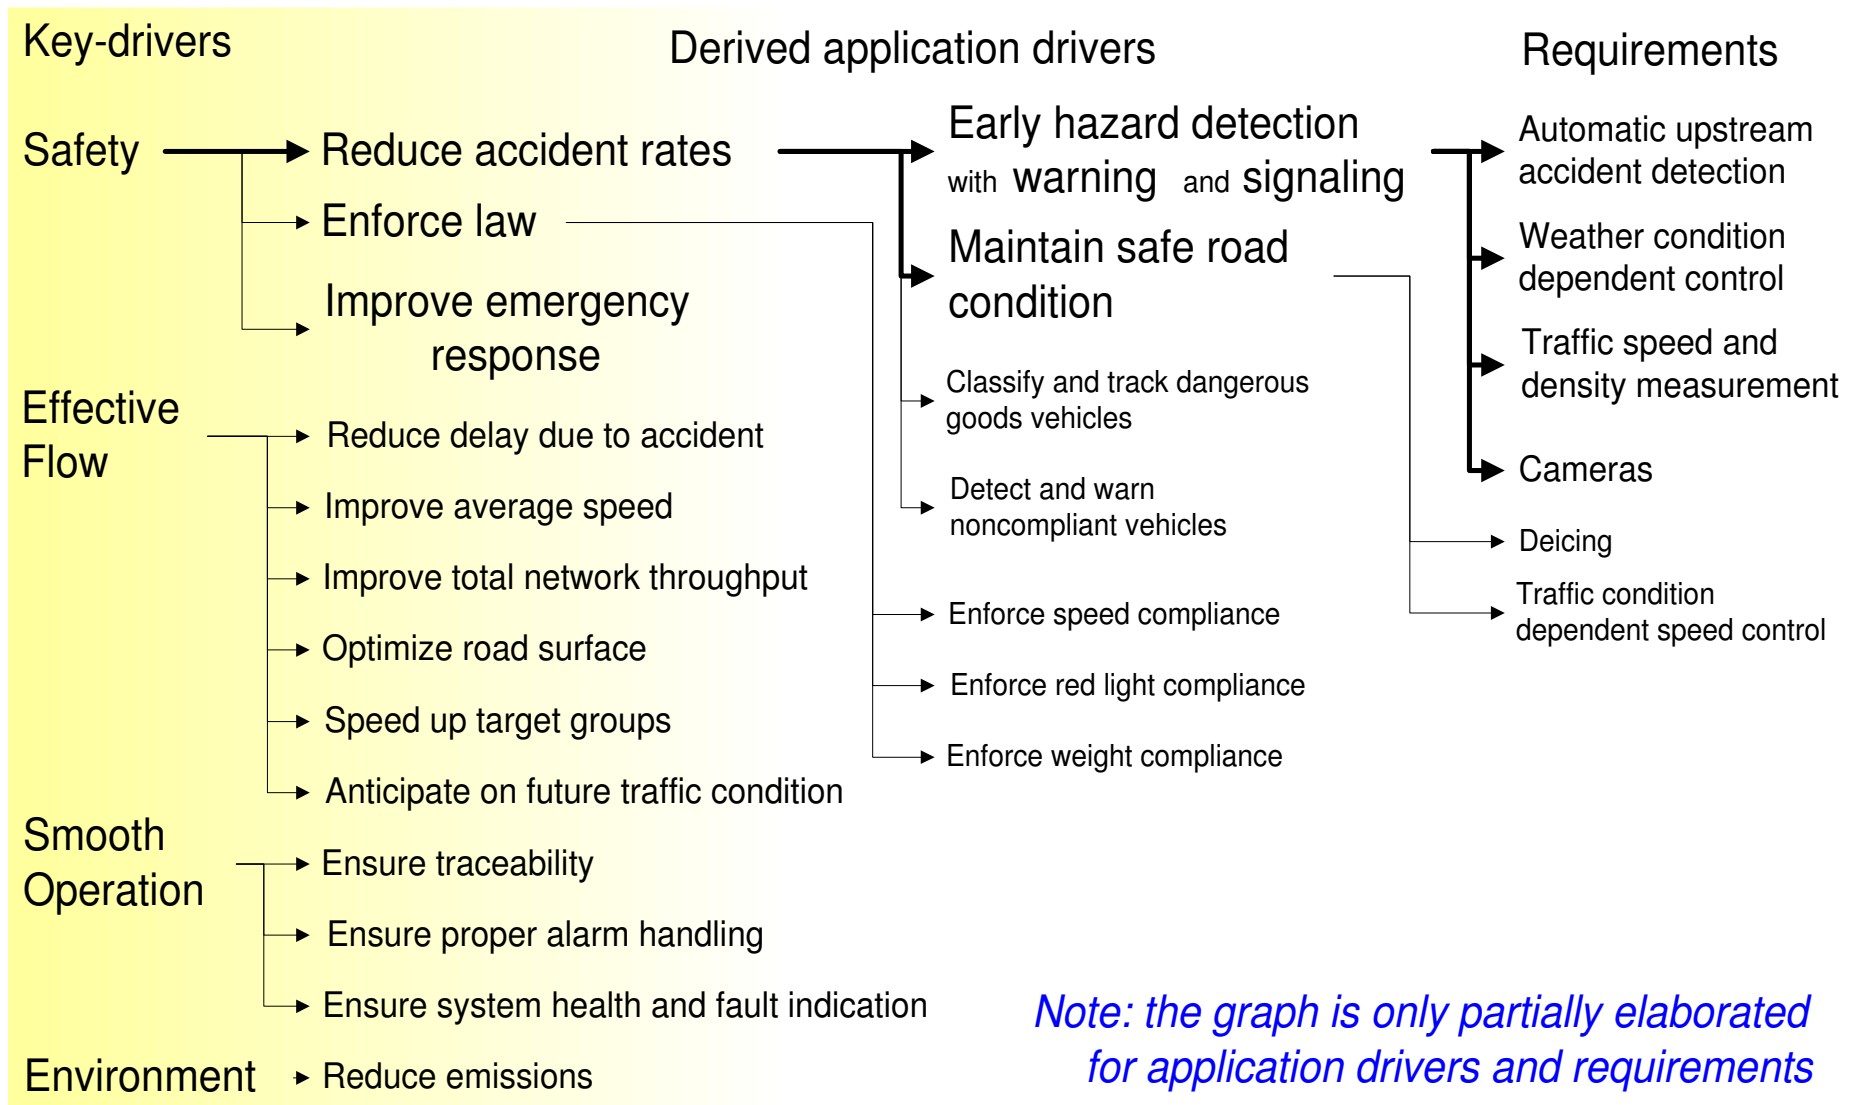 Key-drivers
Derived application drivers
Requirements
Safety
Reduce accident rates
Enforce law
Improve emergency
response
Effective
Flow
Reduce delay due to accident
Improve average speed
Improve total network throughput
Optimize road surface
Speed up target groups
Anticipate on future traffic condition
Smooth
Operation
Ensure traceability
Ensure proper alarm handling
Ensure system health and fault indication
Environment
Reduce emissions
Early hazard detection
with warning and signaling
Maintain safe road
condition
Classify and track dangerous
goods vehicles
Detect and warn
noncompliant vehicles
Enforce speed compliance
Enforce red light compliance
Enforce weight compliance
Automatic upstream
accident detection
Weather condition
dependent control
Traffic speed and
density measurement
Cameras
Deicing
Traffic condition
dependent speed control
Note: the graph is only partially elaborated
for application drivers and requirements